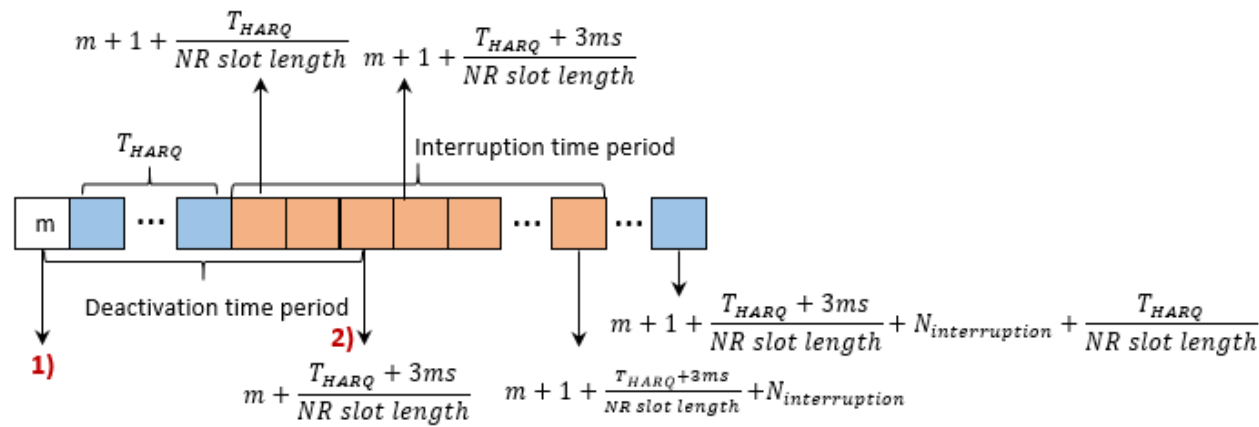 m + 1 + T_HARQ / NR slot length
m + 1 + (T_HARQ + 3ms) / NR slot length
T_HARQ
Interruption time period
m ... ... ...
Deactivation time period
1)
2)
m + (T_HARQ + 3ms) / NR slot length
m + 1 + (T_HARQ+3ms) / NR slot length + N_interruption
m + 1 + (T_HARQ + 3ms) / NR slot length + N_interruption + T_HARQ / NR slot length